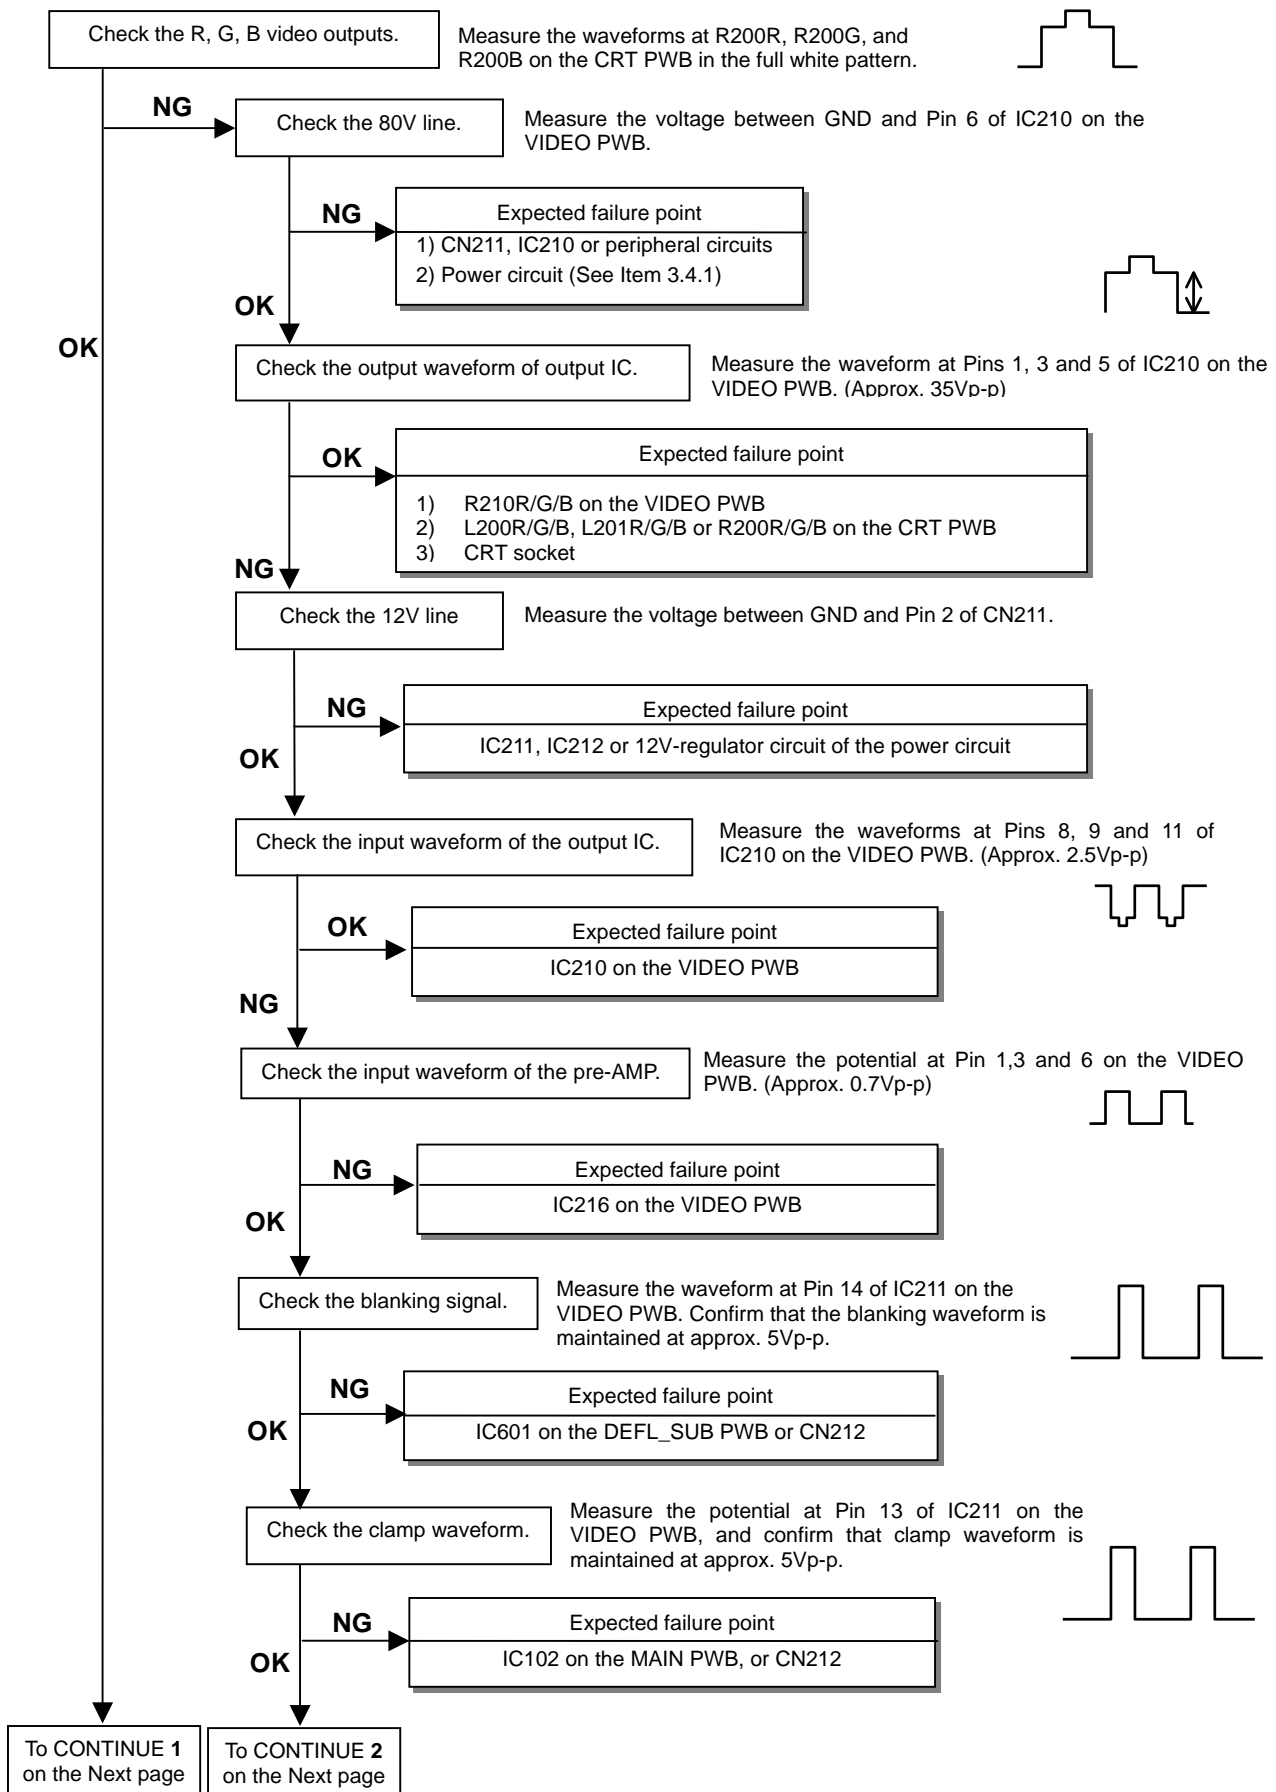 Check the R, G, B video outputs.
Measure the waveforms at R200R, R200G, and
R200B on the CRT PWB in the full white pattern.
NG
Check the 80V line.
Measure the voltage between GND and Pin 6 of IC210 on the
VIDEO PWB.
NG
Expected failure point
1) CN211, IC210 or peripheral circuits
2) Power circuit (See Item 3.4.1)
OK
OK
Check the output waveform of output IC.
Measure the waveform at Pins 1, 3 and 5 of IC210 on the
VIDEO PWB. (Approx. 35Vp-p)
OK
Expected failure point
1) R210R/G/B on the VIDEO PWB
2) L200R/G/B, L201R/G/B or R200R/G/B on the CRT PWB
3) CRT socket
NG
Check the 12V line
Measure the voltage between GND and Pin 2 of CN211.
NG
Expected failure point
IC211, IC212 or 12V-regulator circuit of the power circuit
OK
Check the input waveform of the output IC.
Measure the waveforms at Pins 8, 9 and 11 of
IC210 on the VIDEO PWB. (Approx. 2.5Vp-p)
OK
Expected failure point
IC210 on the VIDEO PWB
NG
Check the input waveform of the pre-AMP.
Measure the potential at Pin 1,3 and 6 on the VIDEO
PWB. (Approx. 0.7Vp-p)
NG
Expected failure point
IC216 on the VIDEO PWB
OK
Check the blanking signal.
Measure the waveform at Pin 14 of IC211 on the
VIDEO PWB. Confirm that the blanking waveform is
maintained at approx. 5Vp-p.
NG
Expected failure point
IC601 on the DEFL_SUB PWB or CN212
OK
Check the clamp waveform.
Measure the potential at Pin 13 of IC211 on the
VIDEO PWB, and confirm that clamp waveform is
maintained at approx. 5Vp-p.
NG
Expected failure point
IC102 on the MAIN PWB, or CN212
OK
To CONTINUE 1
on the Next page
To CONTINUE 2
on the Next page